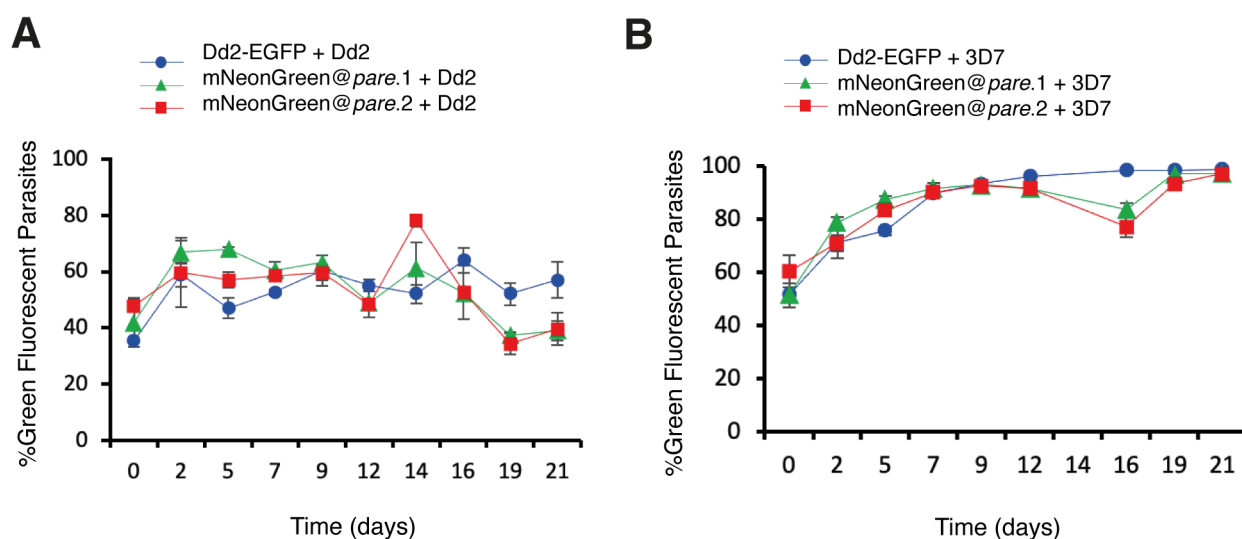 A
Dd2-EGFP + Dd2
mNeonGreen@pare.1 + Dd2
mNeonGreen@pare.2 + Dd2
%Green Fluorescent Parasites
100
80
60
40
20
0
0 2 5 7 9 12 14 16 19 21
Time (days)
B
Dd2-EGFP + 3D7
mNeonGreen@pare.1 + 3D7
mNeonGreen@pare.2 + 3D7
%Green Fluorescent Parasites
100
80
60
40
20
0
0 2 5 7 9 12 14 16 19 21
Time (days)